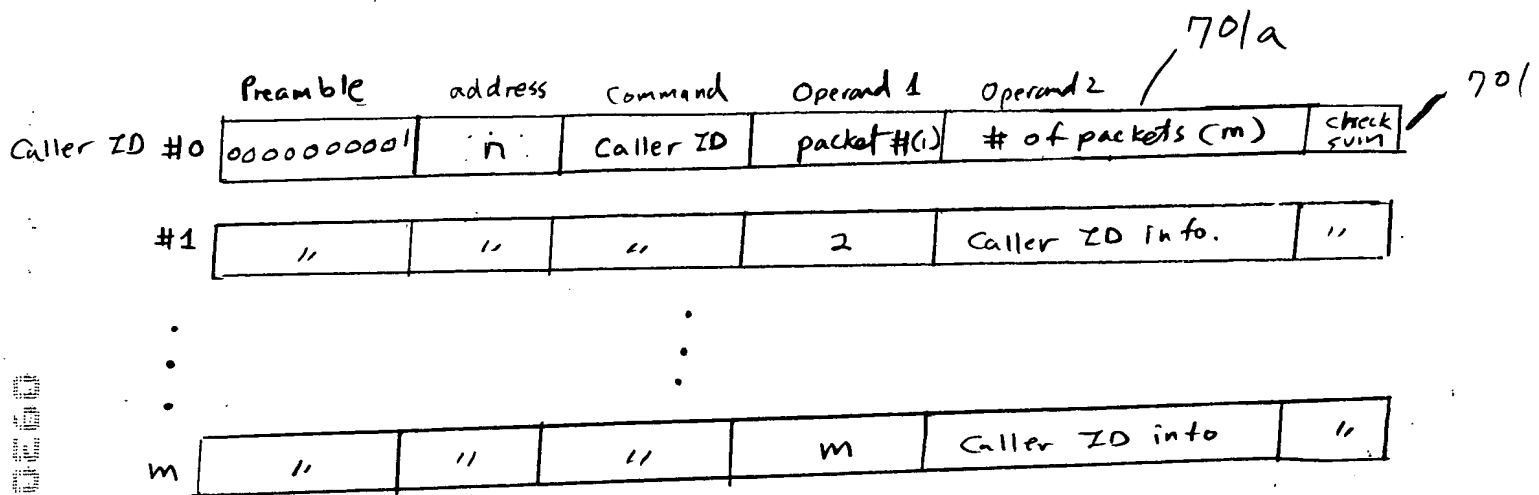 701a
Preamble address Command Operand 1 Operand 2
701
Caller ID #0 000000001 n Caller ID packet #(1) # of packets (m) check sum
#1 " " " 2 Caller ID info. "
m " " " m Caller ID info "